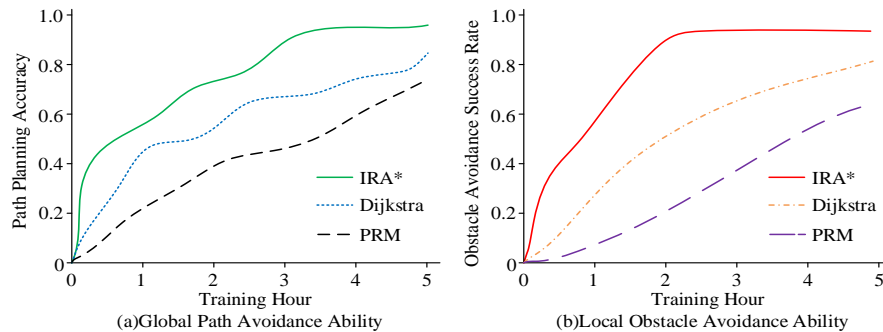 Path Planning Accuracy
1.0
0.8
0.6
0.4
0.2
0
0 1 2 3 4 5
IRA*
Dijkstra
PRM
Training Hour
(a)Global Path Avoidance Ability
Obstacle Avoidance Success Rate
1.0
0.8
0.6
0.4
0.2
0.0
0 1 2 3 4 5
IRA*
Dijkstra
PRM
Training Hour
(b)Local Obstacle Avoidance Ability